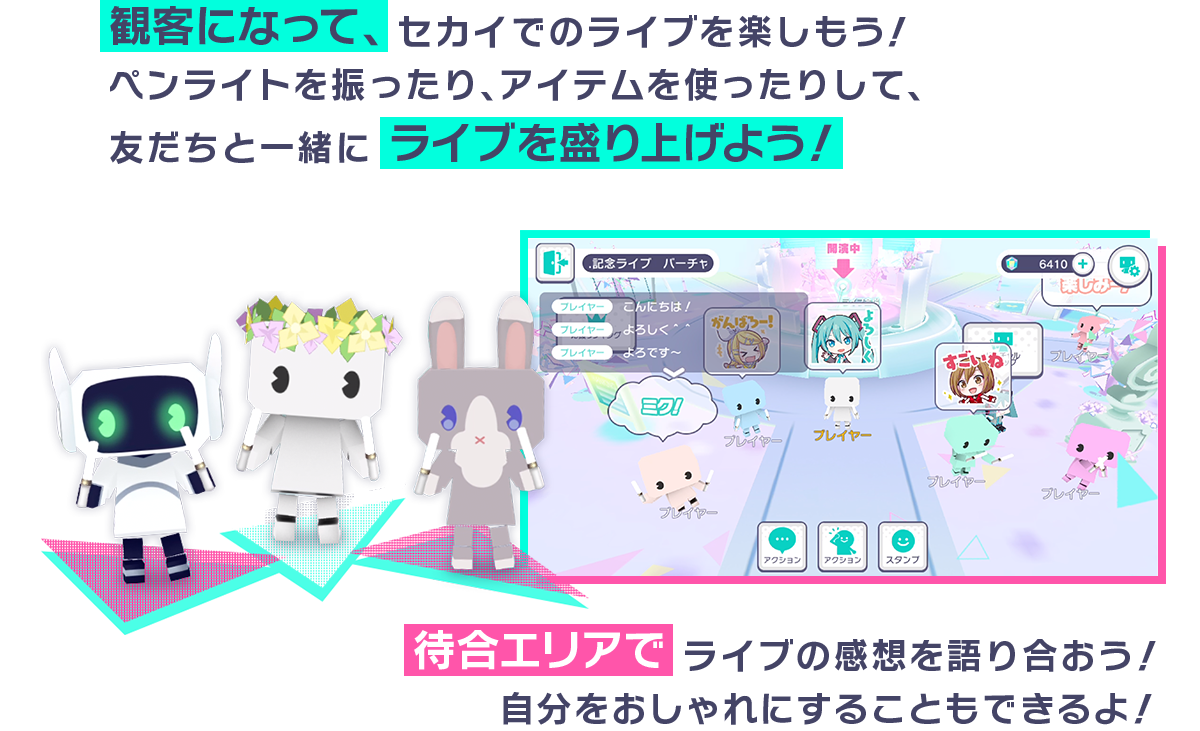 観客になって、セカイでのライブを楽しもう！
ペンライトを振ったり、アイテムを使ったりして、
友だちと一緒に ライブを盛り上げよう！
開演中
.記念ライブ　バーチャ
6410
プレイヤー こんにちは！
プレイヤー よろしく＾＾
プレイヤー よろです～
がんばろー！
よろしく
楽しみー！
すごいね
ミク！
プレイヤー
プレイヤー
プレイヤー
プレイヤー
プレイヤー
プレイヤー
アクション
アクション
スタンプ
待合エリアで ライブの感想を語り合おう！
自分をおしゃれにすることもできるよ！